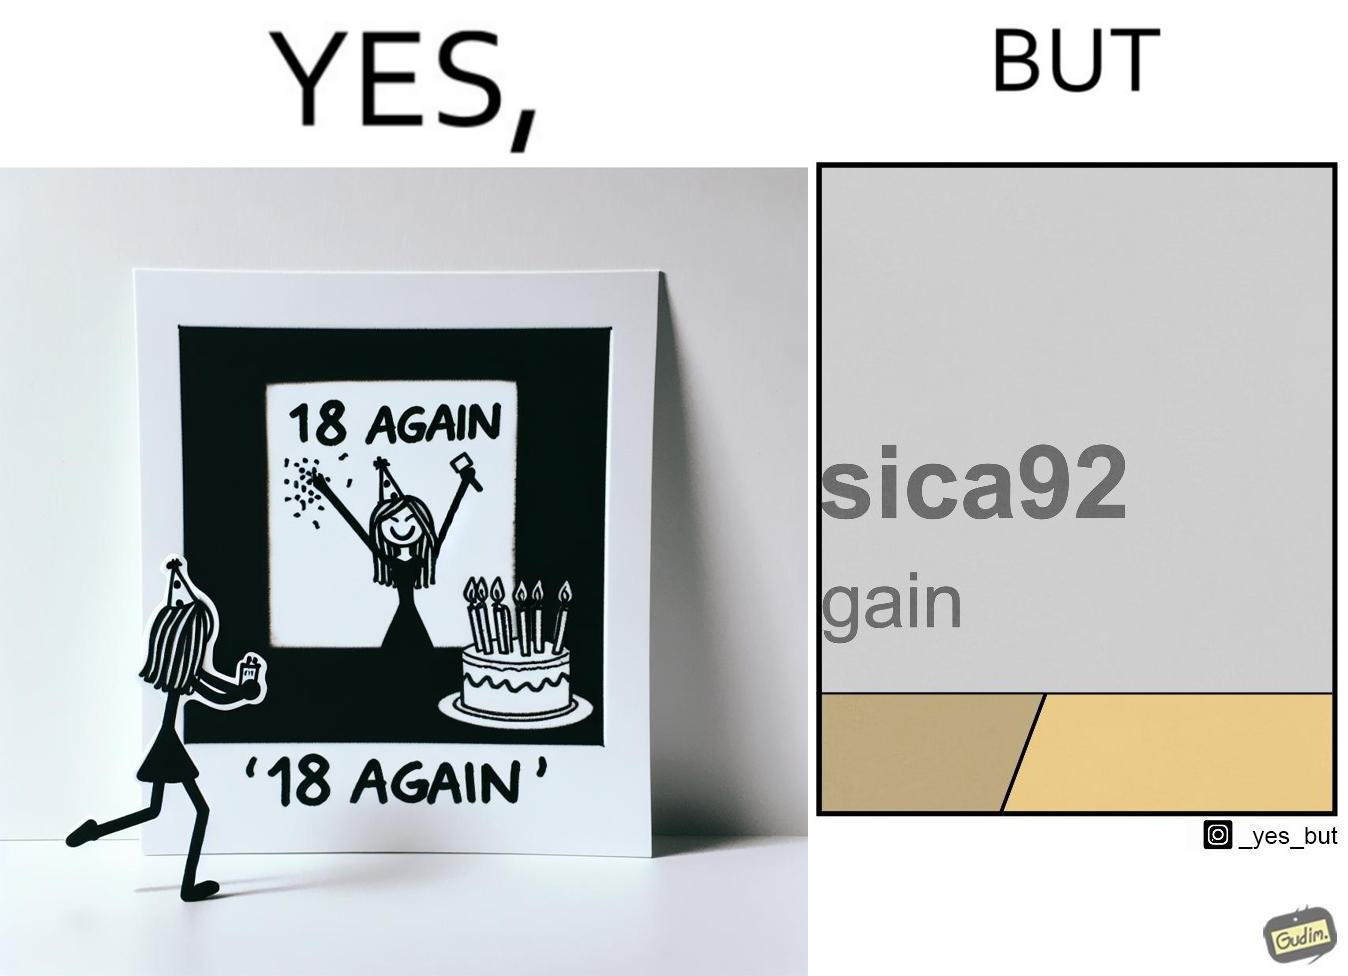 YES,
BUT
18 AGAIN
'18 AGAIN'
sica92
gain
_yes_but
Gudim.